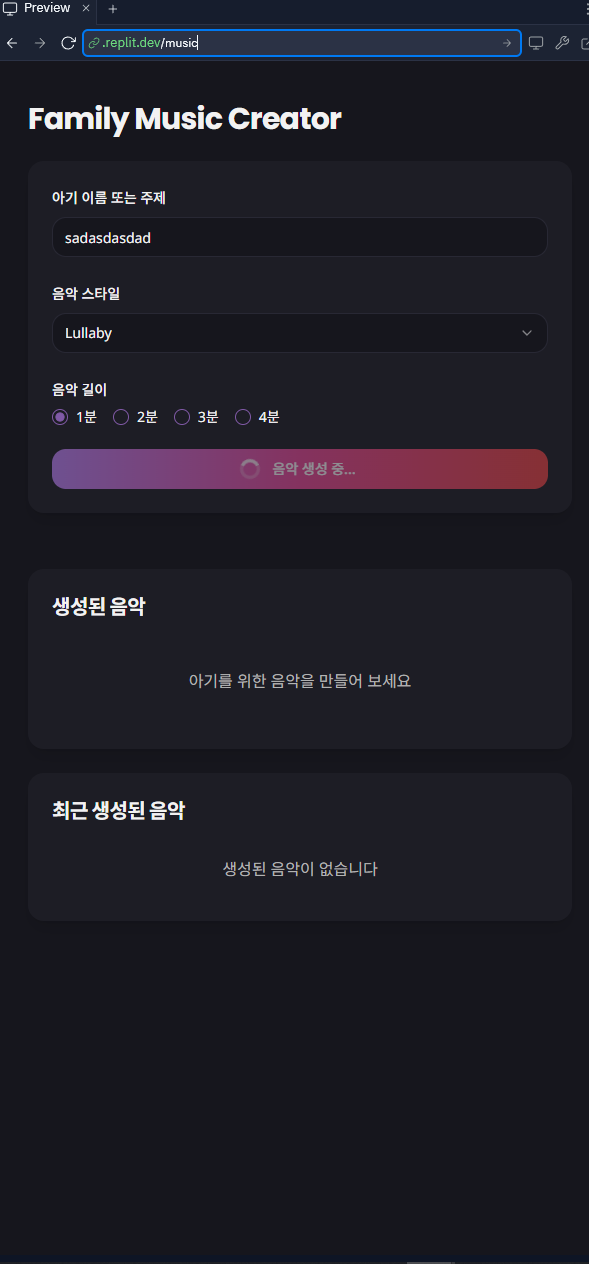 Preview
.replit.dev/music
Family Music Creator
아기 이름 또는 주제
sadasdasdad
음악 스타일
Lullaby
음악 길이
1분 2분 3분 4분
음악 생성 중...
생성된 음악
아기를 위한 음악을 만들어 보세요
최근 생성된 음악
생성된 음악이 없습니다